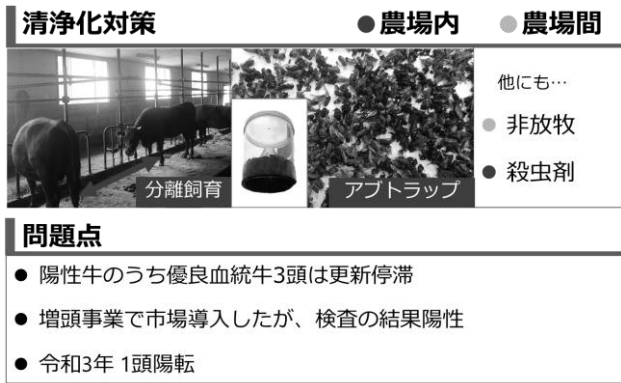 清浄化対策 ●農場内 ●農場間
分離飼育
アブトラップ
他にも…
● 非放牧
● 殺虫剤
問題点
● 陽性牛のうち優良血統牛3頭は更新停滞
● 増頭事業で市場導入したが、検査の結果陽性
● 令和3年 1頭陽転